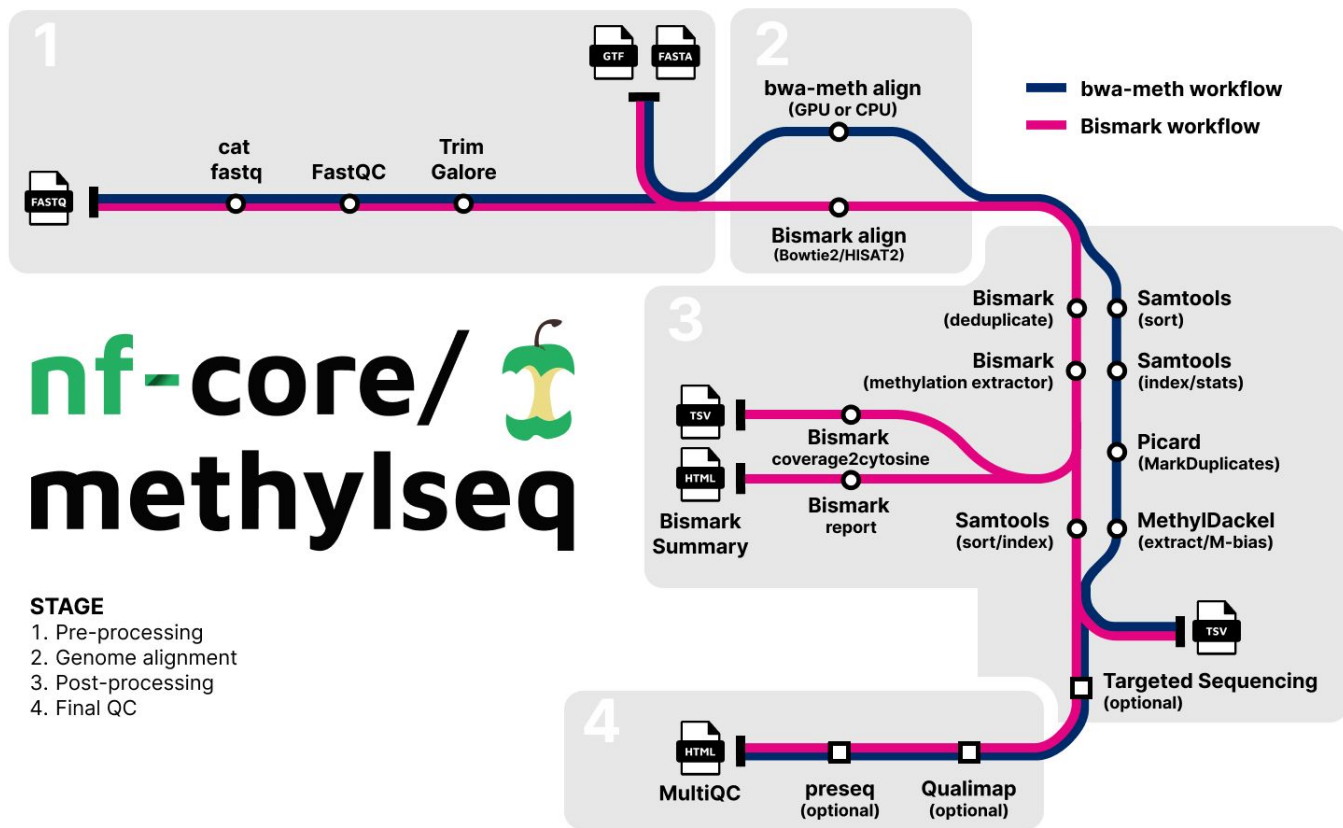 1
GTF
FASTA
2
bwa-meth align
(GPU or CPU)
bwa-meth workflow
Bismark workflow
cat
fastq
FastQC
Trim
Galore
FASTQ
Bismark align
(Bowtie2/HISAT2)
3
Bismark
(deduplicate)
Samtools
(sort)
Bismark
(methylation extractor)
Samtools
(index/stats)
TSV
Bismark
coverage2cytosine
Picard
(MarkDuplicates)
HTML
Bismark
Summary
Bismark
report
Samtools
(sort/index)
MethylDackel
(extract/M-bias)
nf-core/
methylseq
TSV
STAGE
1. Pre-processing
2. Genome alignment
3. Post-processing
4. Final QC
Targeted Sequencing
(optional)
4
HTML
MultiQC
preseq
(optional)
Qualimap
(optional)